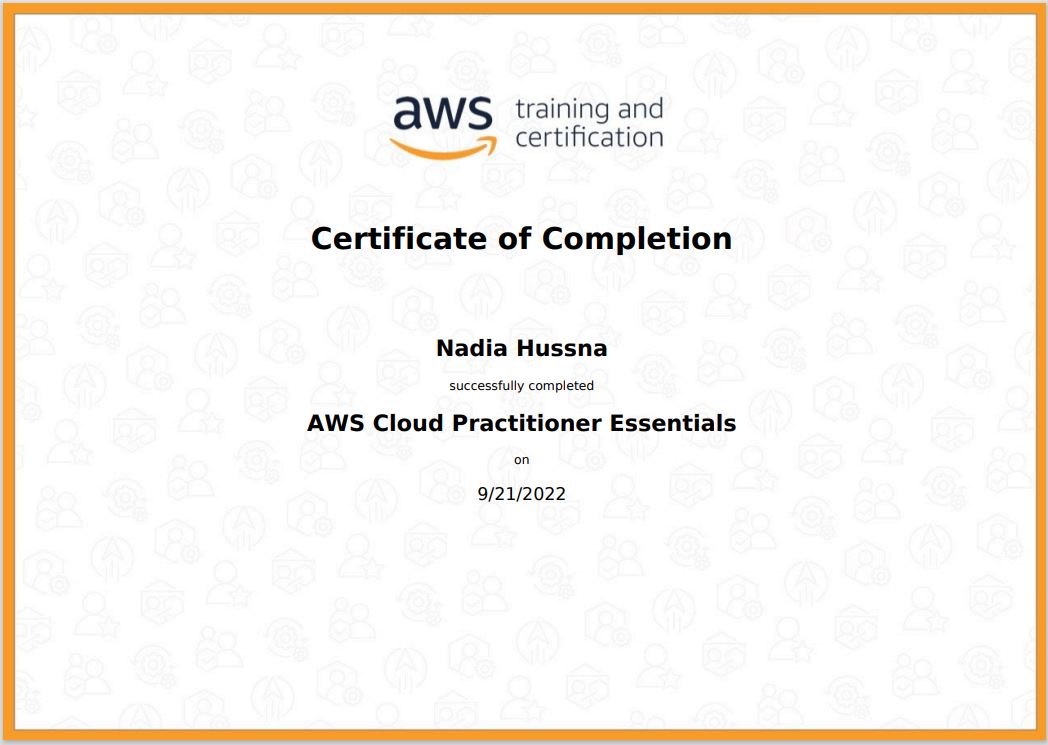 aws training and
certification
Certificate of Completion
Nadia Hussna
successfully completed
AWS Cloud Practitioner Essentials
on
9/21/2022